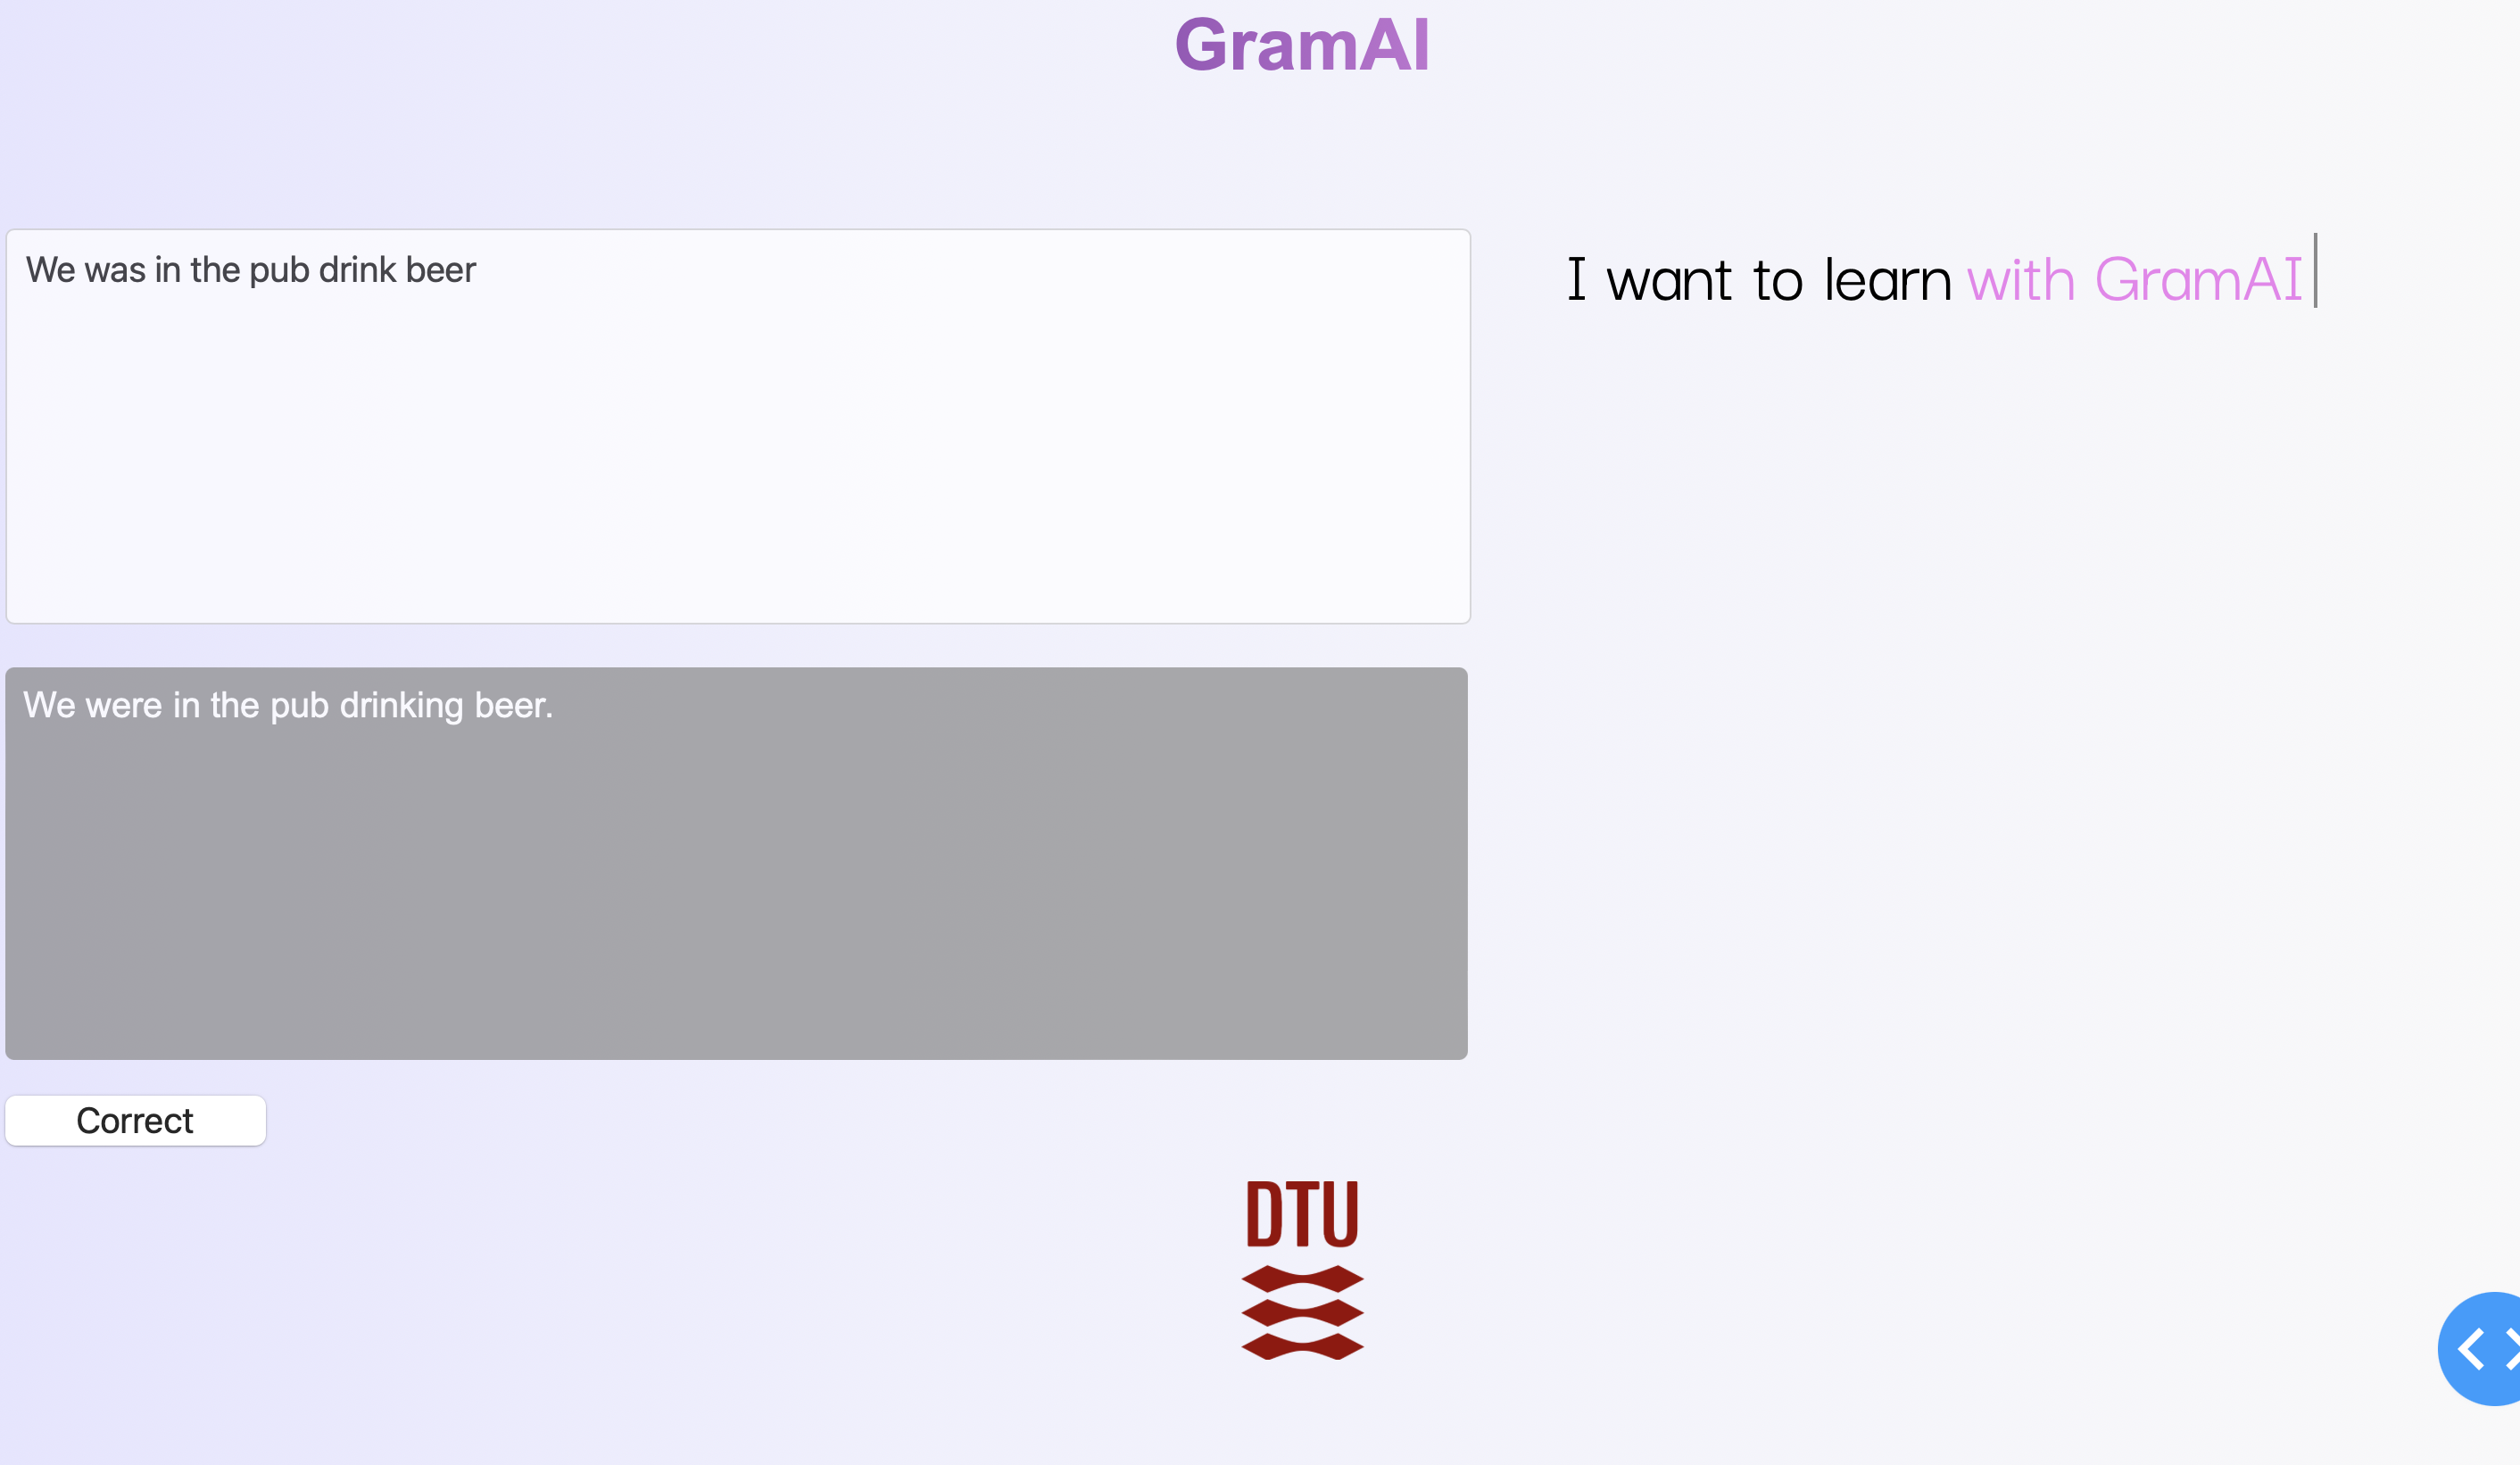 GramAI
We was in the pub drink beer
I want to learn with GramAI
We were in the pub drinking beer.
Correct
DTU